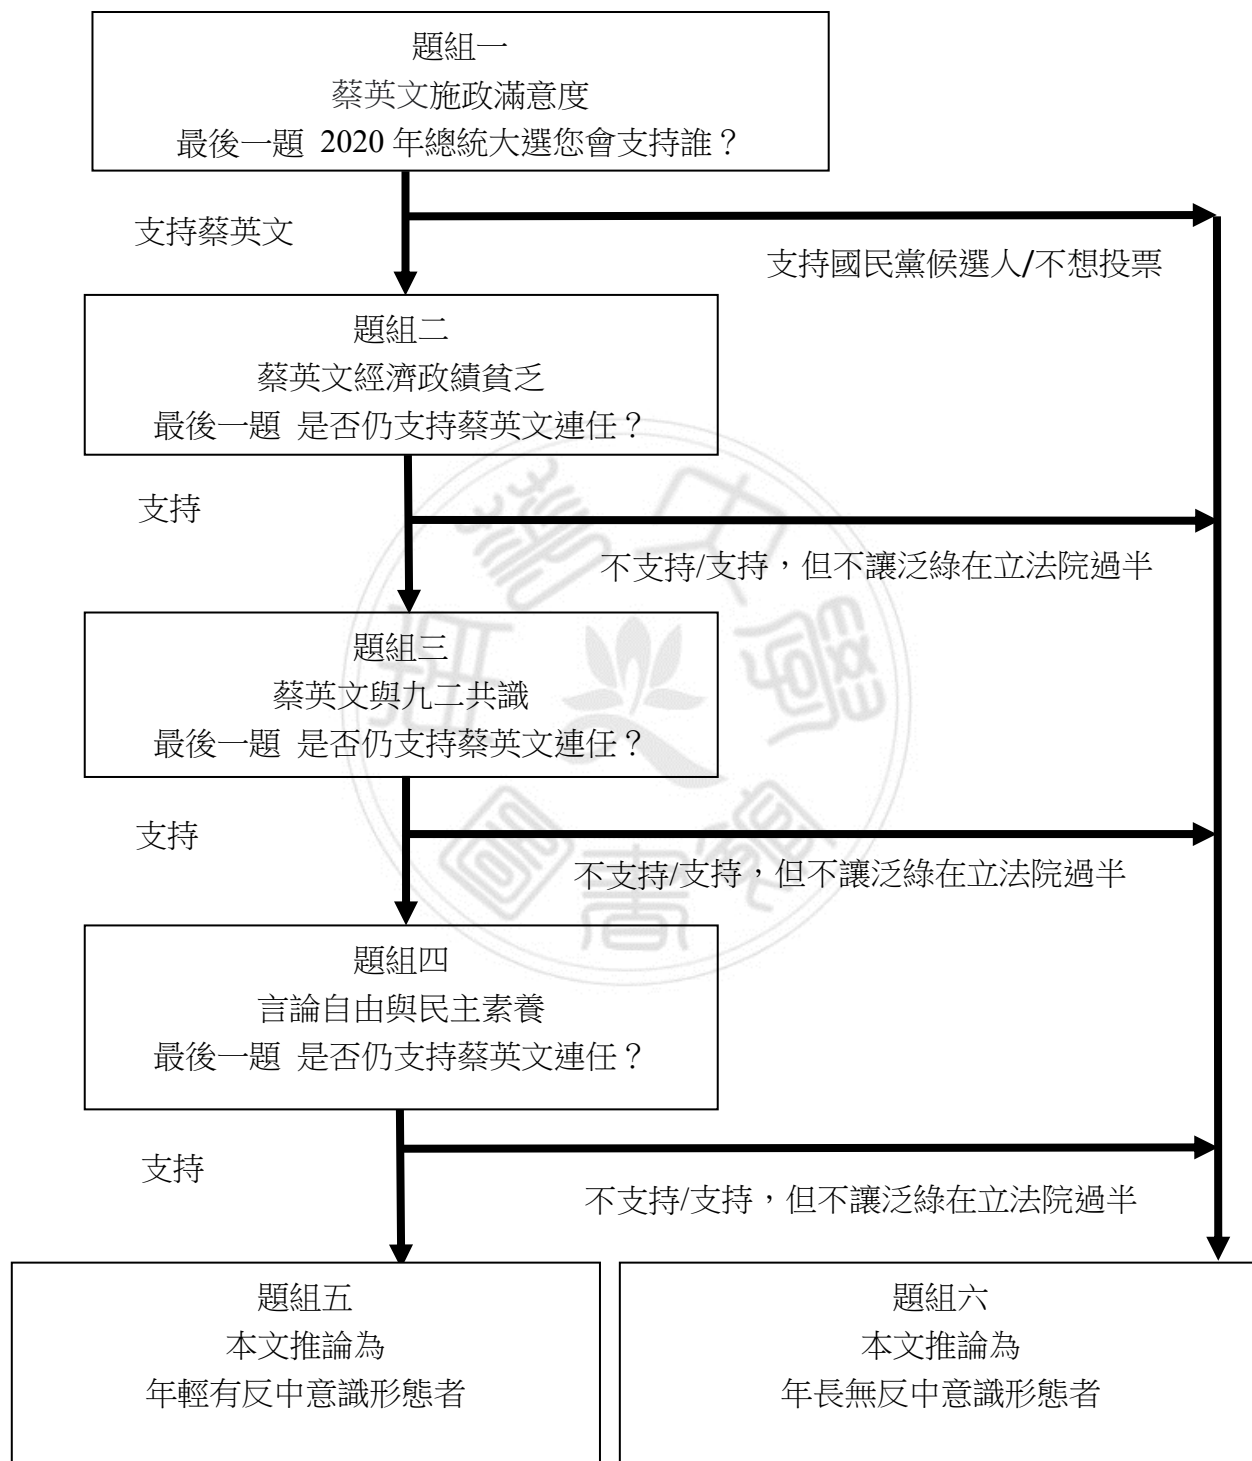 題組一
蔡英文施政滿意度
最後一題 2020 年總統大選您會支持誰？
支持蔡英文
支持國民黨候選人/不想投票
題組二
蔡英文經濟政績貧乏
最後一題 是否仍支持蔡英文連任？
支持
不支持/支持，但不讓泛綠在立法院過半
題組三
蔡英文與九二共識
最後一題 是否仍支持蔡英文連任？
支持
不支持/支持，但不讓泛綠在立法院過半
題組四
言論自由與民主素養
最後一題 是否仍支持蔡英文連任？
支持
不支持/支持，但不讓泛綠在立法院過半
題組五
本文推論為
年輕有反中意識形態者
題組六
本文推論為
年長無反中意識形態者